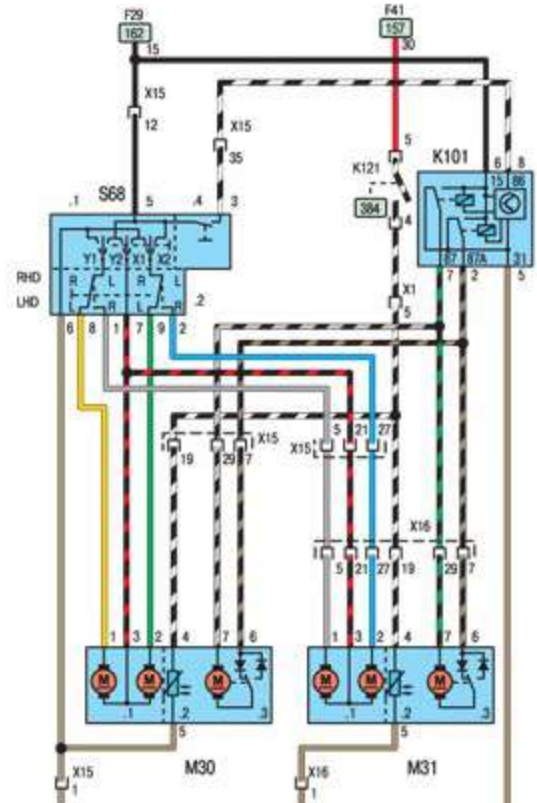 F29
F41
162
157
15
30
X15
12
X15
35
5
K121
384
4
K101
6 8
15 86
87 87A 31
7 2 5
S68
.1 5 .4 3
Y1 Y2 X1 X2
RHD R L R L
LHD L R L R .2
6 8 1 7 9 2
X1
5
X15
19 29 7
X15
5 21 27
X16
5 21 27 19 29 7
1 3 2 4 7 6
M M M
.1 .2 .3
5
M30
1 3 2 4 7 6
M M M
.1 .2 .3
5
M31
X15
1
X16
1